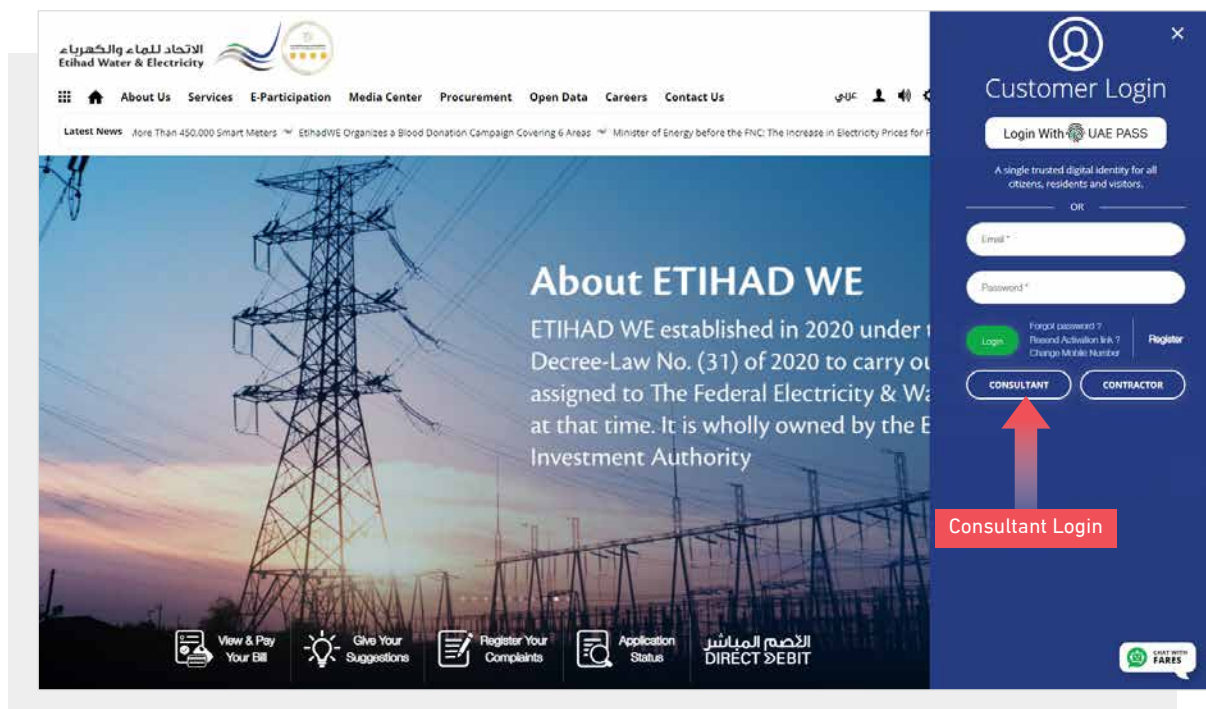 الاتحاد للماء والكهرباء
Etihad Water & Electricity
About Us Services E-Participation Media Center Procurement Open Data Careers Contact Us عربي
Latest News More Than 450,000 Smart Meters EtihadWE Organizes a Blood Donation Campaign Covering 6 Areas Minister of Energy before the FNC: The Increase in Electricity Prices for
About ETIHAD WE
ETIHAD WE established in 2020 under
Decree-Law No. (31) of 2020 to carry ou
assigned to The Federal Electricity & Wa
at that time. It is wholly owned by the E
Investment Authority
View & Pay
Your Bill
Give Your
Suggestions
Register Your
Complaints
Application
Status
الخصم المباشر
DIRECT DEBIT
Customer Login
Login With UAE PASS
A single trusted digital identity for all
citizens, residents and visitors.
OR
Email *
Password *
Login
Forgot password ?
Resend Activation link ?
Change Mobile Number
Register
CONSULTANT
CONTRACTOR
Consultant Login
CHAT WITH
FARES